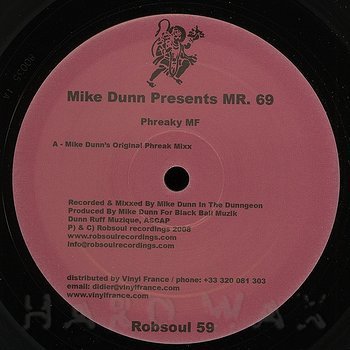 Mike Dunn Presents MR. 69
Phreaky MF
A - Mike Dunn's Original Phreak Mixx
Recorded & Mixxed By Mike Dunn In The Dunngeon
Produced By Mike Dunn For Black Ball Muzik
Dunn Ruff Muzique, ASCAP
P) & C) Robsoul recordings 2008
www.robsoulrecordings.com
info@robsoulrecordings.com
distributed by Vinyl France / phone: +33 320 081 303
email: didier@vinylfrance.com
www.vinylfrance.com
HARD WAX
Robsoul 59